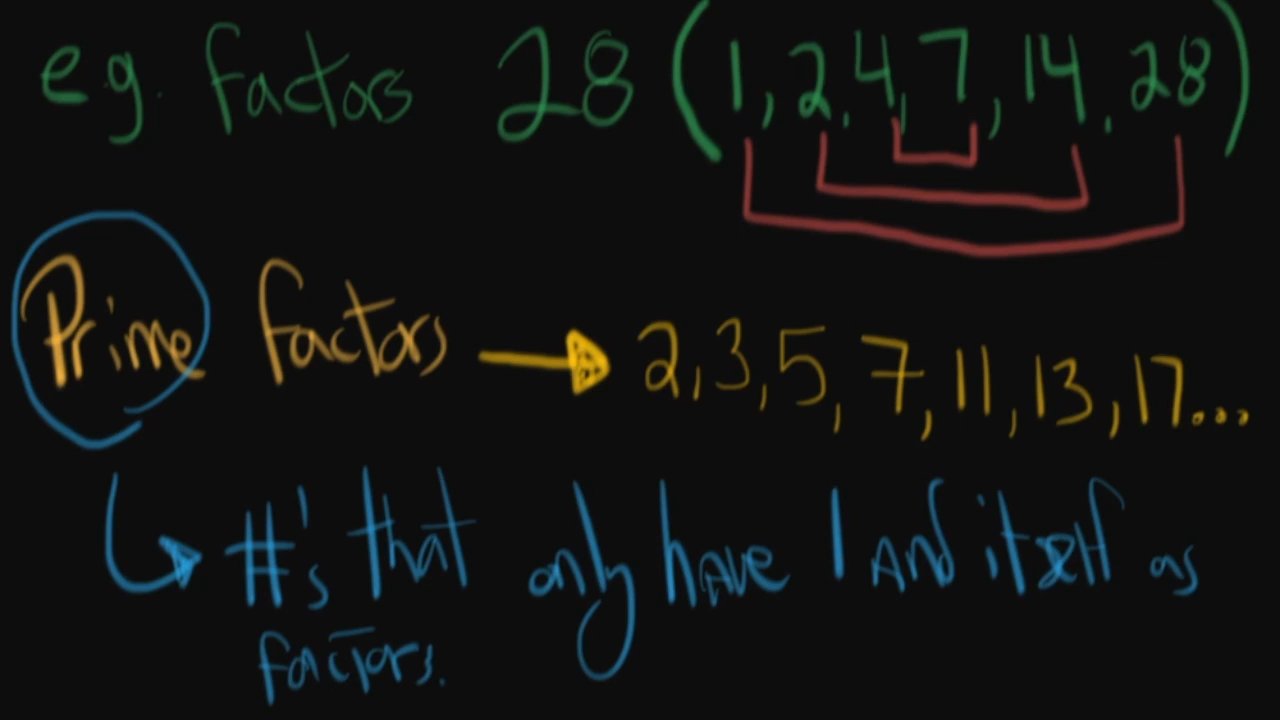 e.g. factors 28 (1, 2, 4, 7, 14, 28)
Prime factors → 2, 3, 5, 7, 11, 13, 17...
#'s that only have 1 and itself as
factors.